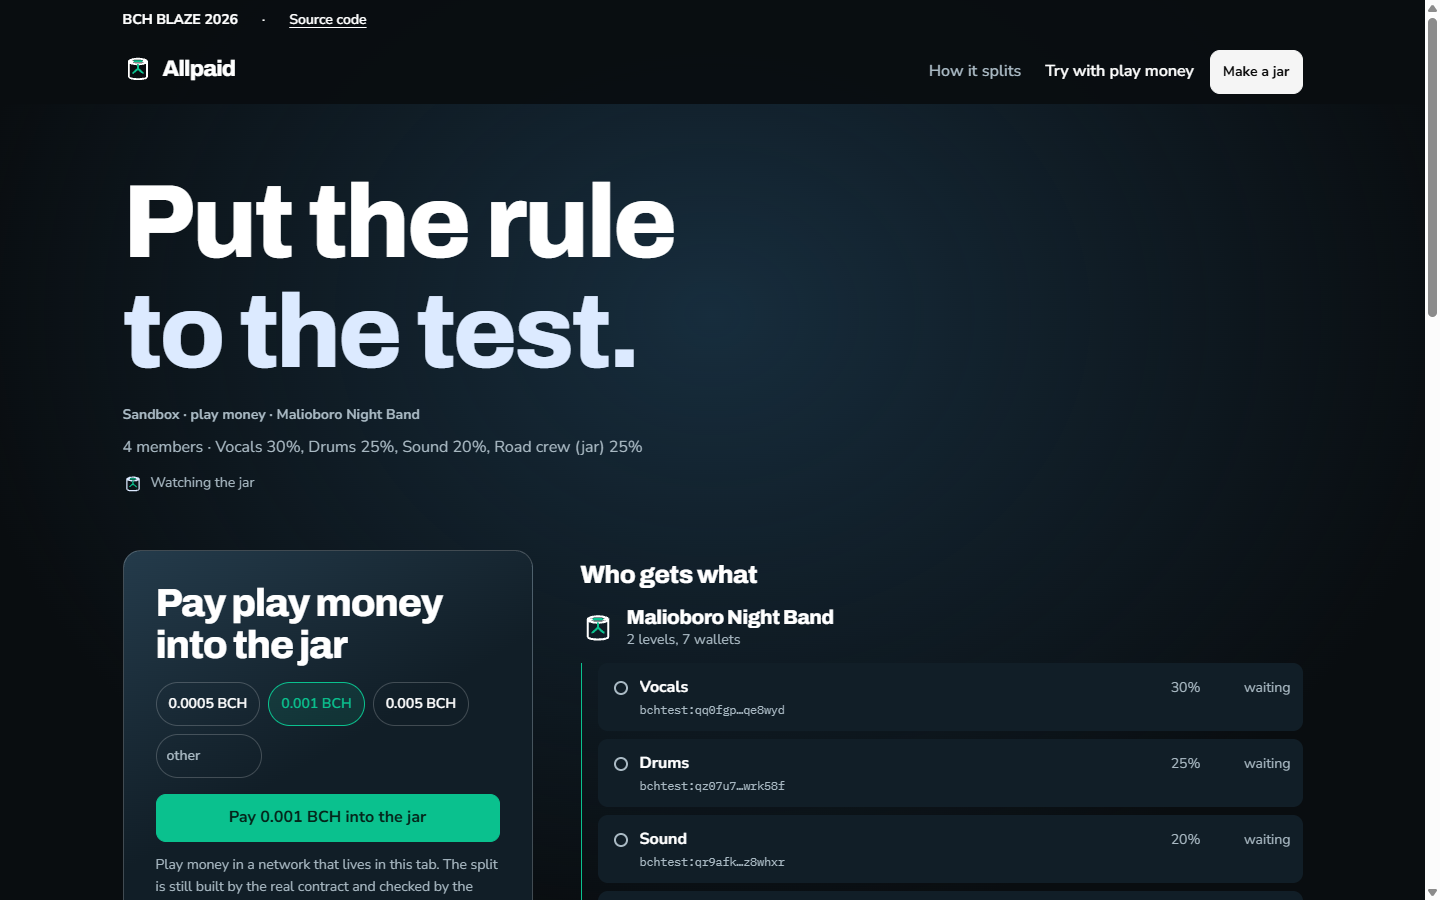 BCH BLAZE 2026 · Source code
Allpaid
How it splits
Try with play money
Make a jar
Put the rule
to the test.
Sandbox · play money · Malioboro Night Band
4 members · Vocals 30%, Drums 25%, Sound 20%, Road crew (jar) 25%
Watching the jar
Pay play money
into the jar
0.0005 BCH
0.001 BCH
0.005 BCH
other
Pay 0.001 BCH into the jar
Play money in a network that lives in this tab. The split
is still built by the real contract and checked by the
Who gets what
Malioboro Night Band
2 levels, 7 wallets
Vocals 30% waiting
bchtest:qq0fgp…qe8wyd
Drums 25% waiting
bchtest:qz07u7…wrk58f
Sound 20% waiting
bchtest:qr9afk…z8whxr